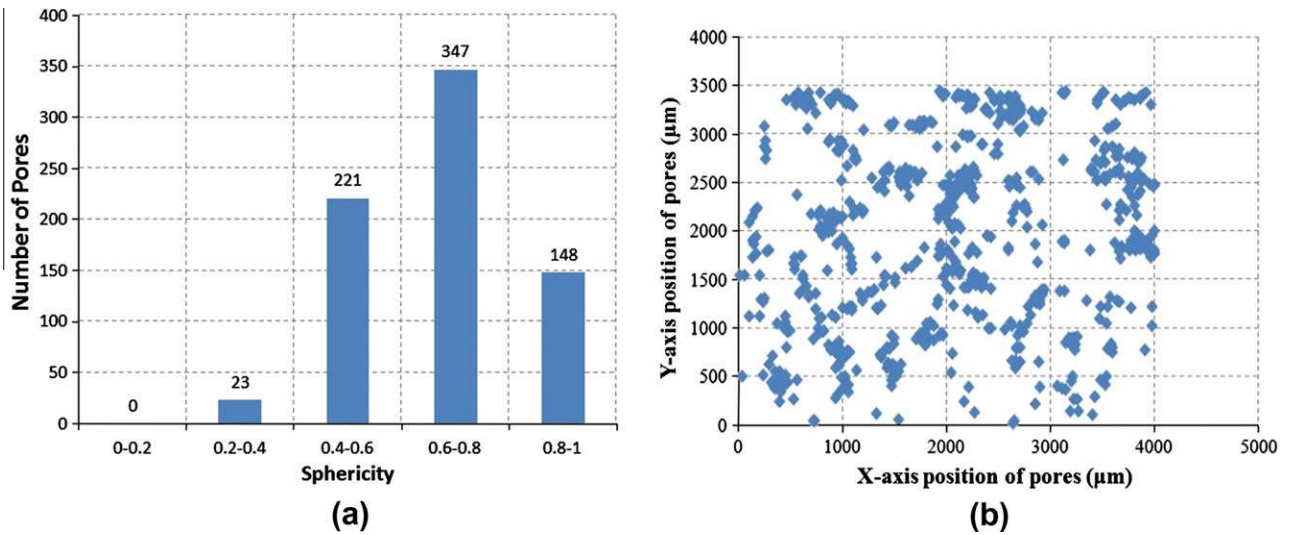 400
350
300
250
200
150
100
50
0
Number of Pores
0
23
221
347
148
0-0.2 0.2-0.4 0.4-0.6 0.6-0.8 0.8-1
Sphericity
(a)
4000
3500
3000
2500
2000
1500
1000
500
0
Y-axis position of pores (µm)
0 1000 2000 3000 4000 5000
X-axis position of pores (µm)
(b)